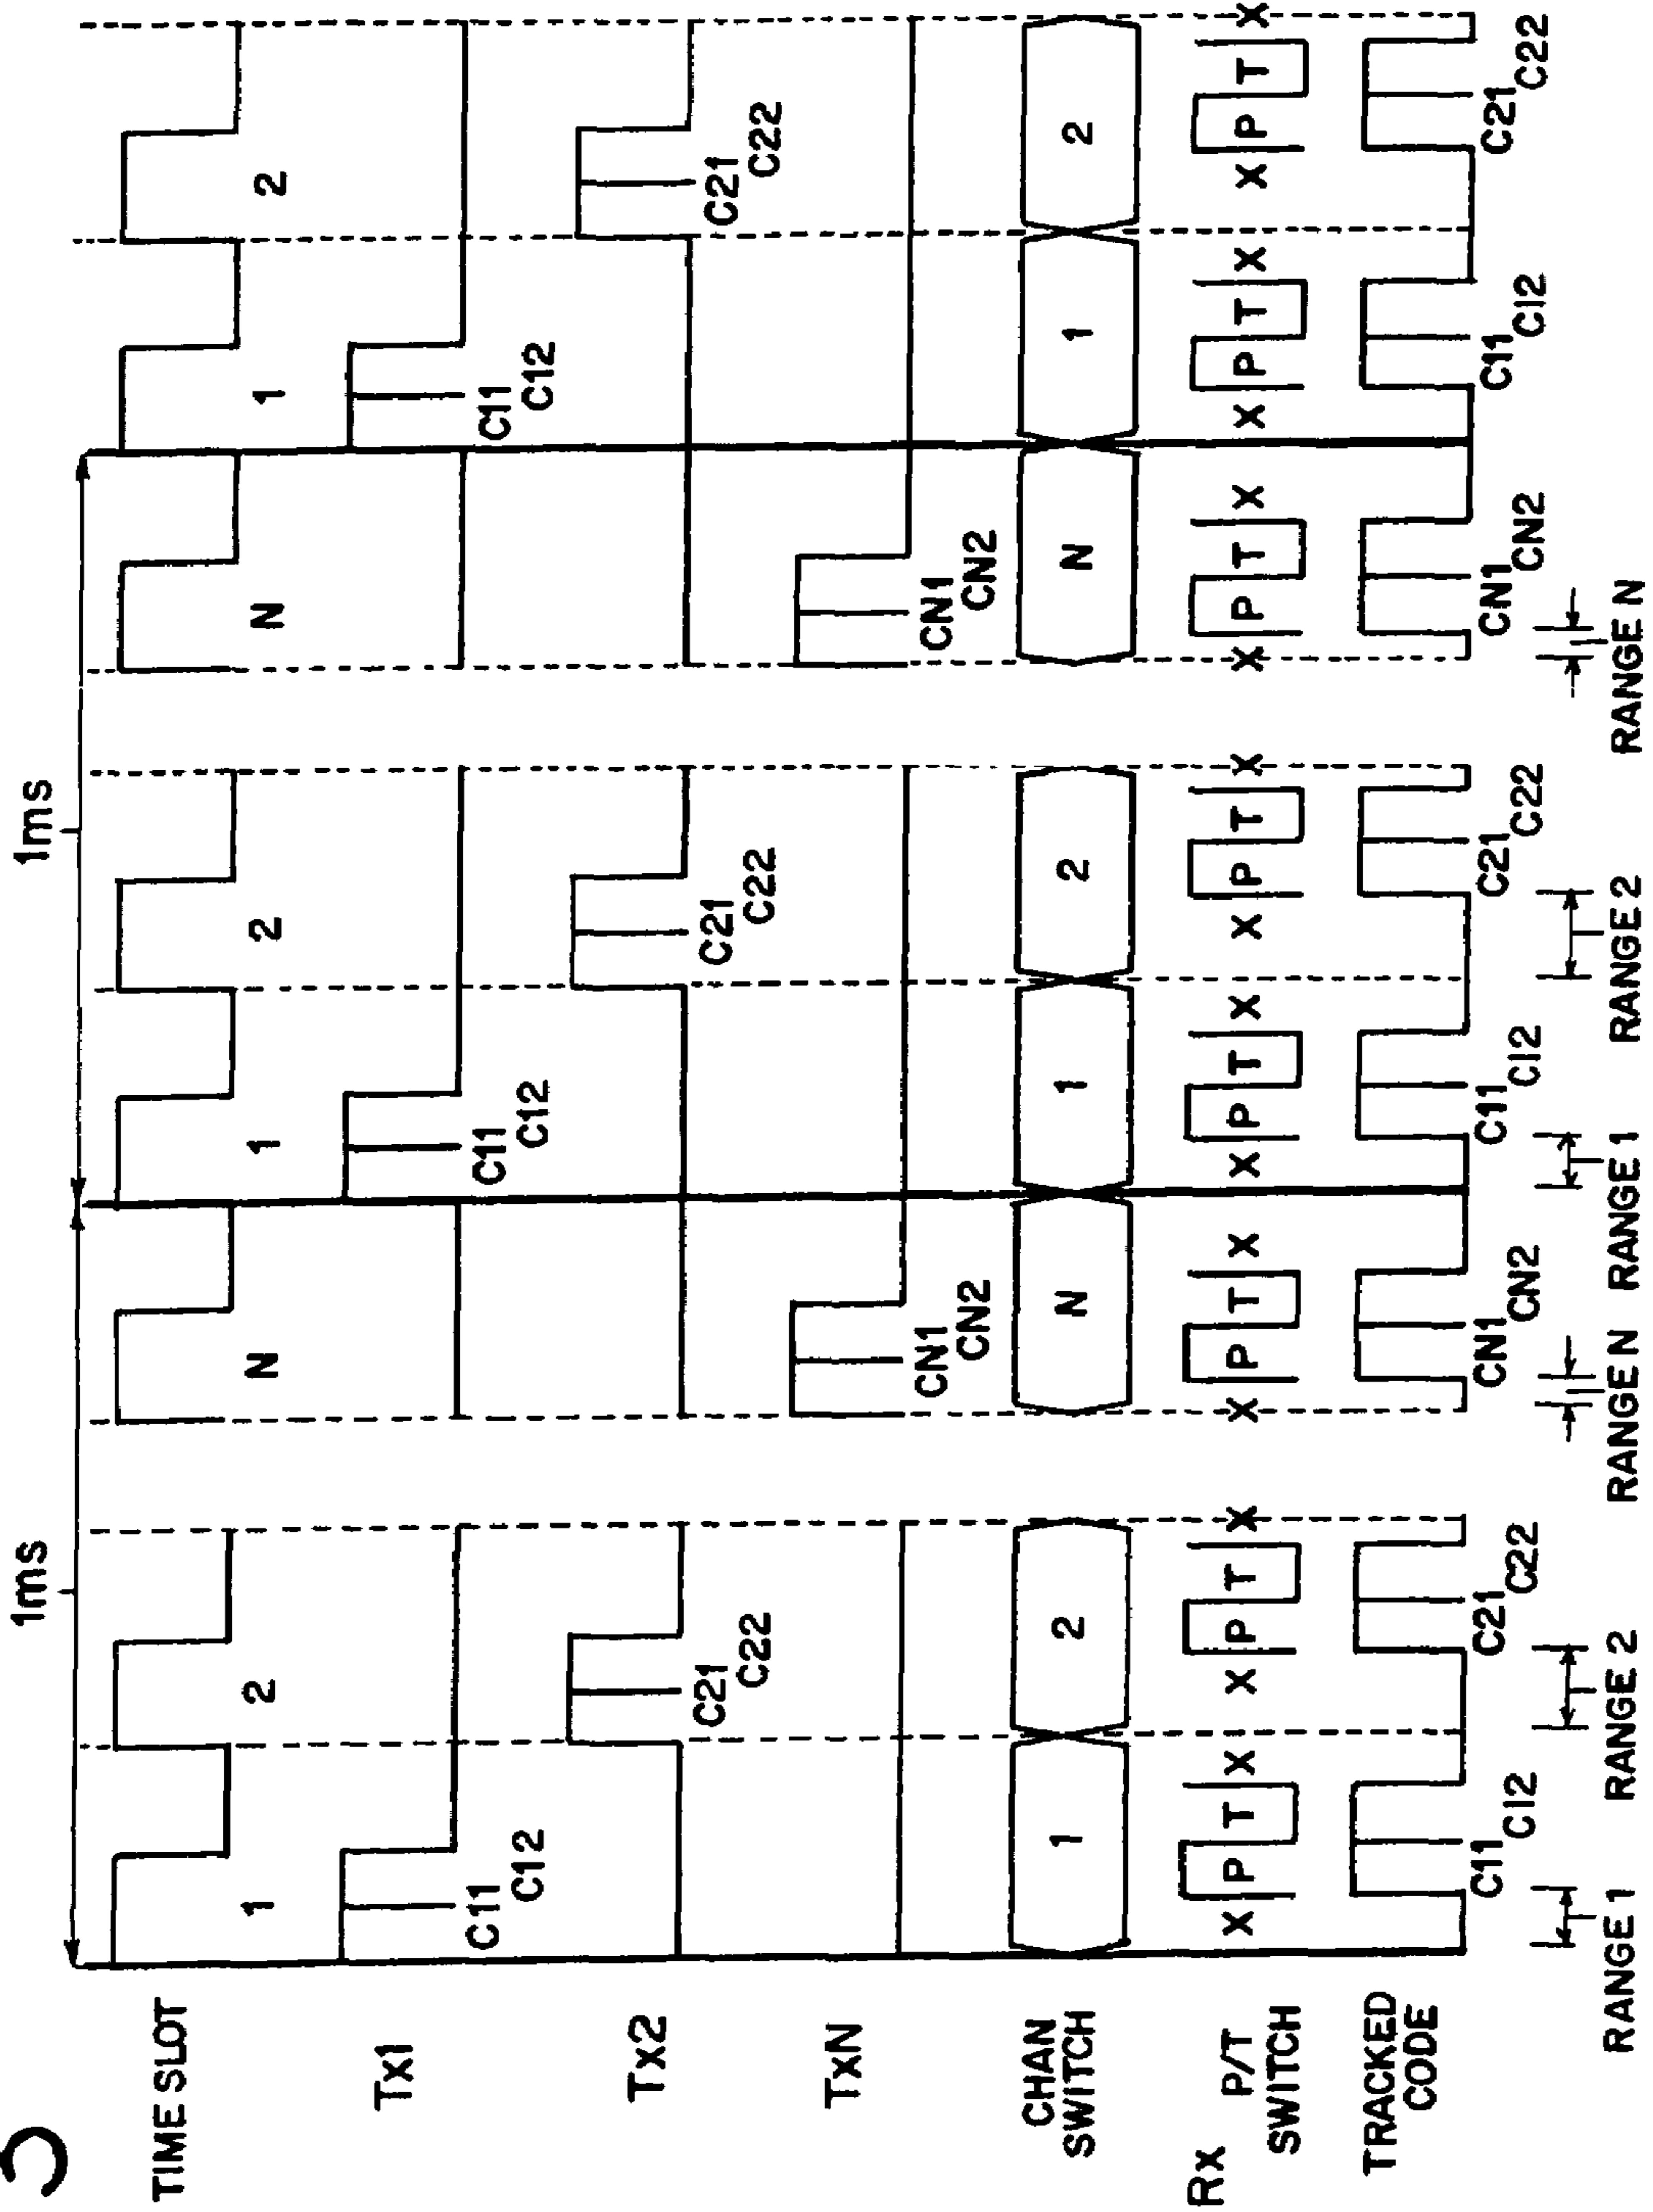 1ms 1ms
TIME SLOT 1 2 N 1 2 N 1 2
Tx1
C11 C11 C11
C12 C12 C12
Tx2
C21 C21 C21
C22 C22 C22
TxN
CN1 CN1
CN2 CN2
CHAN
SWITCH
1 2 N 1 2 N 1 2
RX
P/T
SWITCH
X P T X X P T X X P T X X P T X X P T X X P T X X P T X X P T X
TRACKED
CODE
C11 C21 CN1 C11 C21 CN1 C11 C21
C12 C22 CN2 C12 C22 CN2 C12 C22
RANGE 1 RANGE 2 RANGE N RANGE 1 RANGE 2 RANGE N